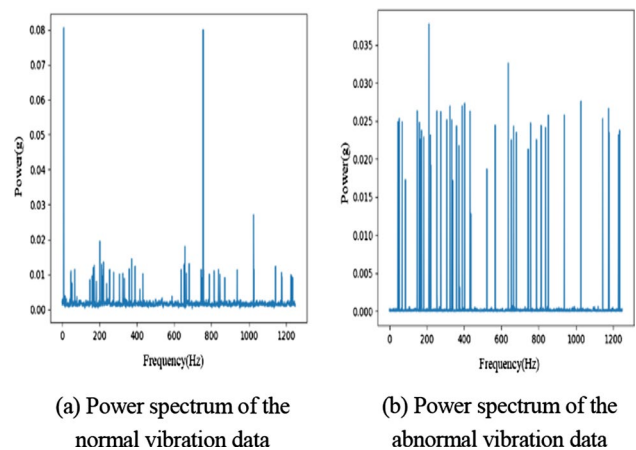 0.08
0.07
0.06
0.05
0.04
0.03
0.02
0.01
0.00
Power(g)
0 200 400 600 800 1000 1200
Frequency(Hz)
(a) Power spectrum of the
normal vibration data
0.035
0.030
0.025
0.020
0.015
0.010
0.005
0.000
Power(g)
0 200 400 600 800 1000 1200
Frequency(Hz)
(b) Power spectrum of the
abnormal vibration data